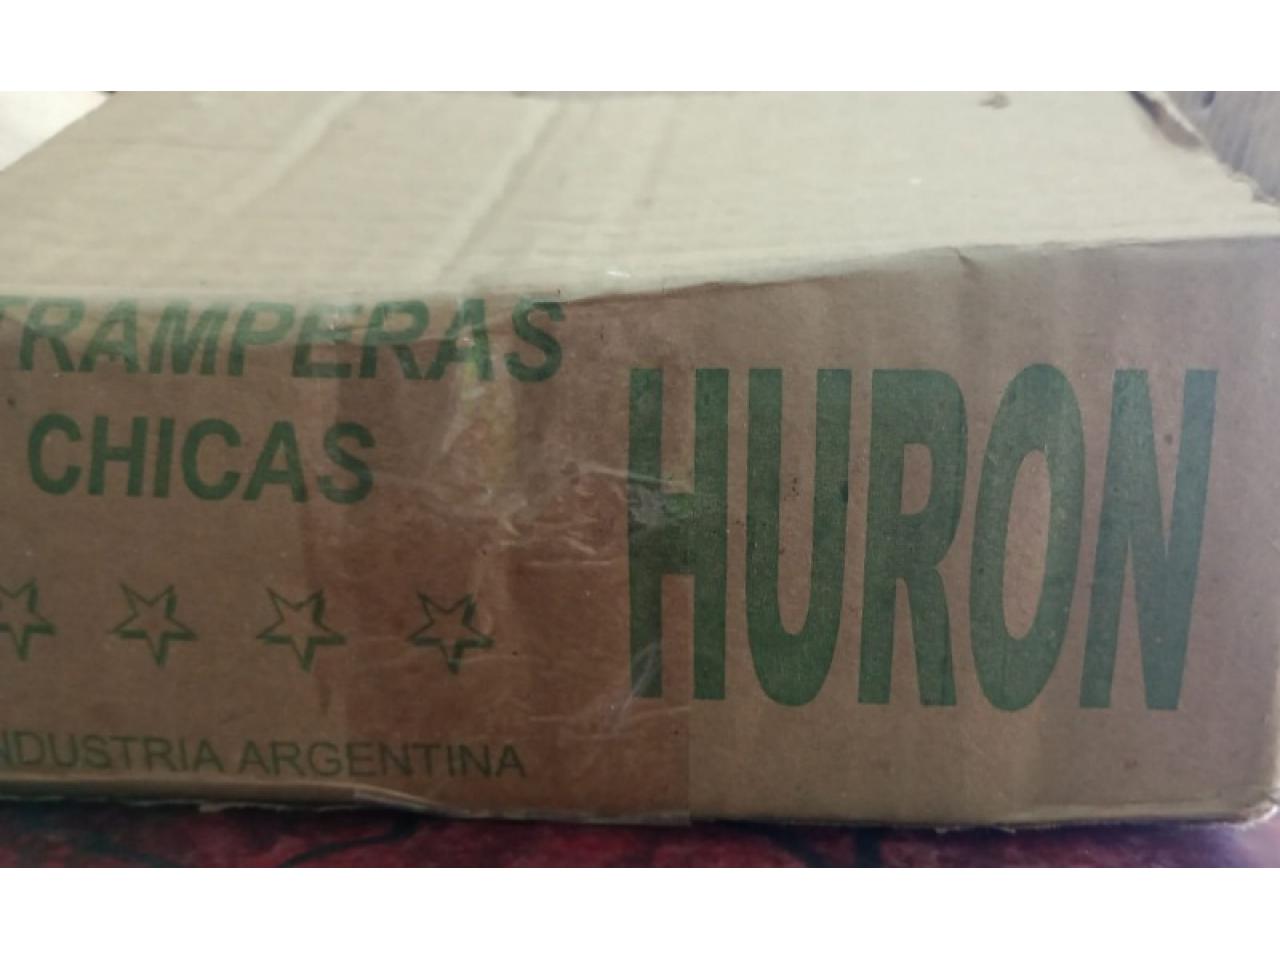 TRAMPERAS
CHICAS
INDUSTRIA ARGENTINA
HURON